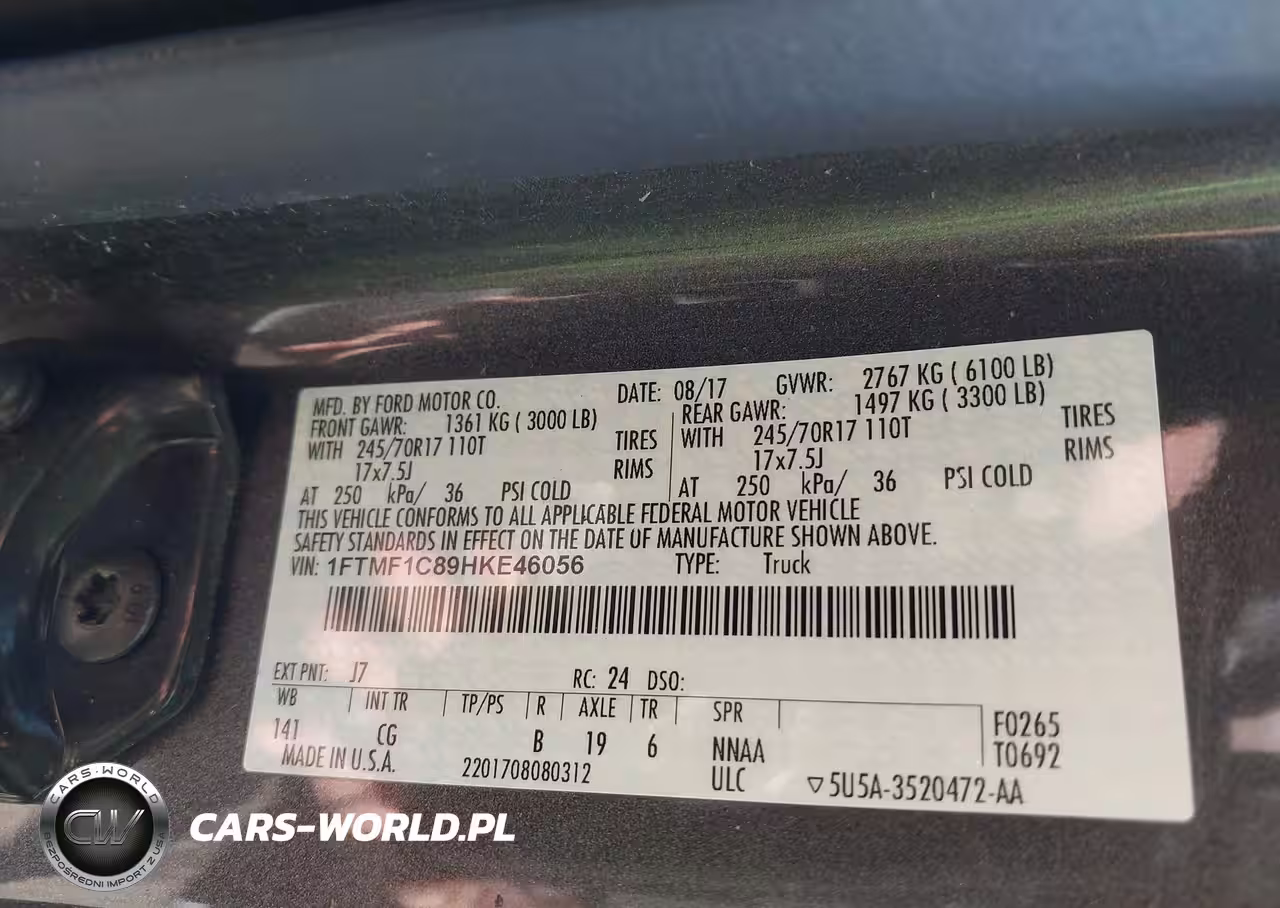 MFD. BY FORD MOTOR CO. DATE: 08/17 GVWR: 2767 KG ( 6100 LB)
FRONT GAWR: 1361 KG ( 3000 LB) REAR GAWR: 1497 KG ( 3300 LB)
WITH 245/70R17 110T TIRES WITH 245/70R17 110T TIRES
17x7.5J RIMS 17x7.5J RIMS
AT 250 kPa/ 36 PSI COLD AT 250 kPa/ 36 PSI COLD
THIS VEHICLE CONFORMS TO ALL APPLICABLE FEDERAL MOTOR VEHICLE
SAFETY STANDARDS IN EFFECT ON THE DATE OF MANUFACTURE SHOWN ABOVE.
VIN: 1FTMF1C89HKE46056 TYPE: Truck
EXT PNT: J7 RC: 24 DSO:
WB INT TR TP/PS R AXLE TR SPR
141 CG B 19 6 NNAA F0265
T0692
MADE IN U.S.A. 2201708080312 ULC ▽5U5A-3520472-AA
10.9
CARS-WORLD
CW
BEZPOŚREDNI IMPORT Z USA
CARS-WORLD.PL